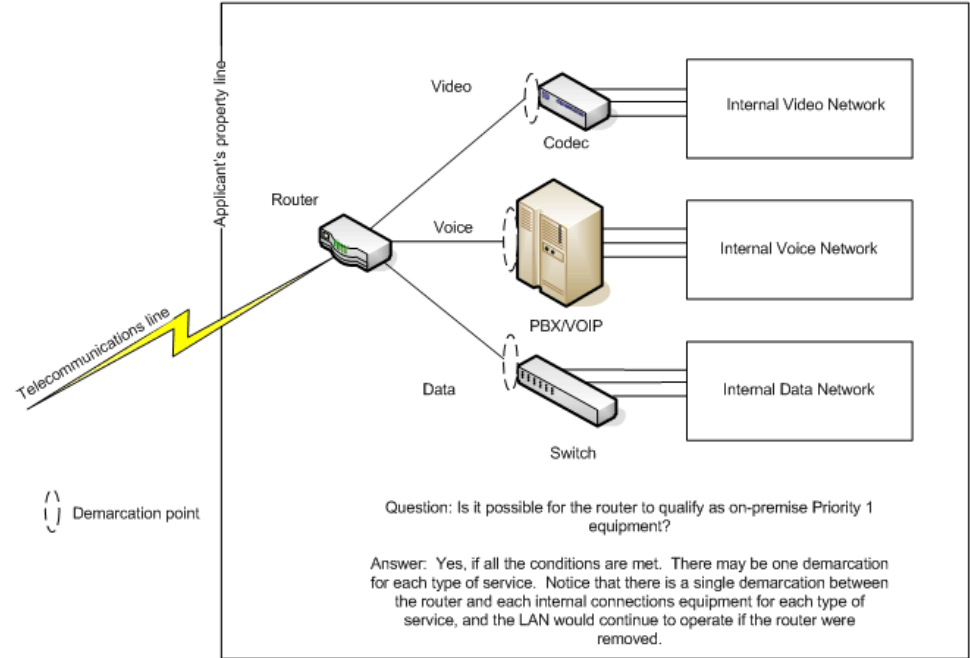 Applicant's property line
Video
Codec
Internal Video Network
Router
Voice
PBX/VOIP
Internal Voice Network
Telecommunications line
Data
Switch
Internal Data Network
Demarcation point
Question: Is it possible for the router to qualify as on-premise Priority 1
equipment?
Answer: Yes, if all the conditions are met. There may be one demarcation
for each type of service. Notice that there is a single demarcation between
the router and each internal connections equipment for each type of
service, and the LAN would continue to operate if the router were
removed.